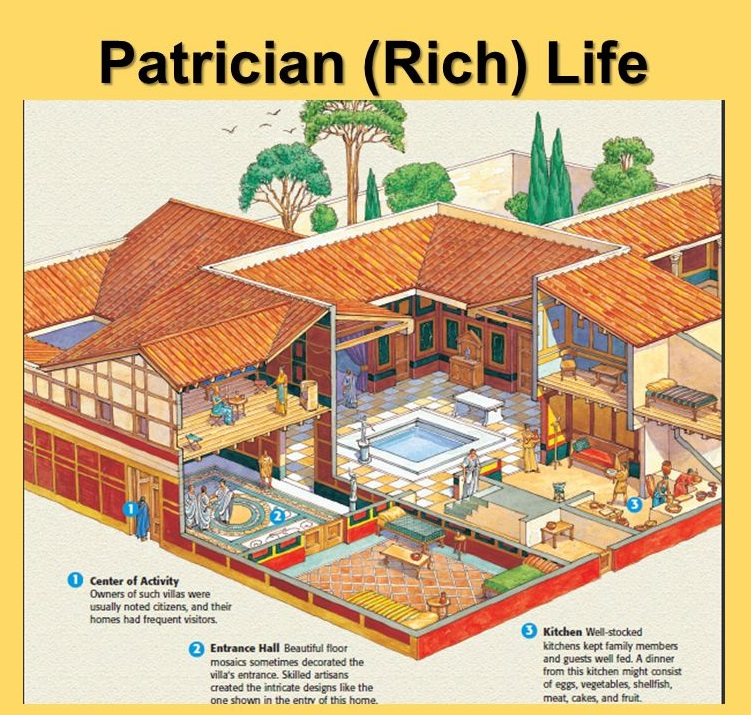 Patrician (Rich) Life
1
2
3
1 Center of Activity
Owners of such villas were
usually noted citizens, and their
homes had frequent visitors.
2 Entrance Hall Beautiful floor
mosaics sometimes decorated the
villa's entrance. Skilled artisans
created the intricate designs like the
one shown in the entry of this home.
3 Kitchen Well-stocked
kitchens kept family members
and guests well fed. A dinner
from this kitchen might consist
of eggs, vegetables, shellfish,
meat, cakes, and fruit.